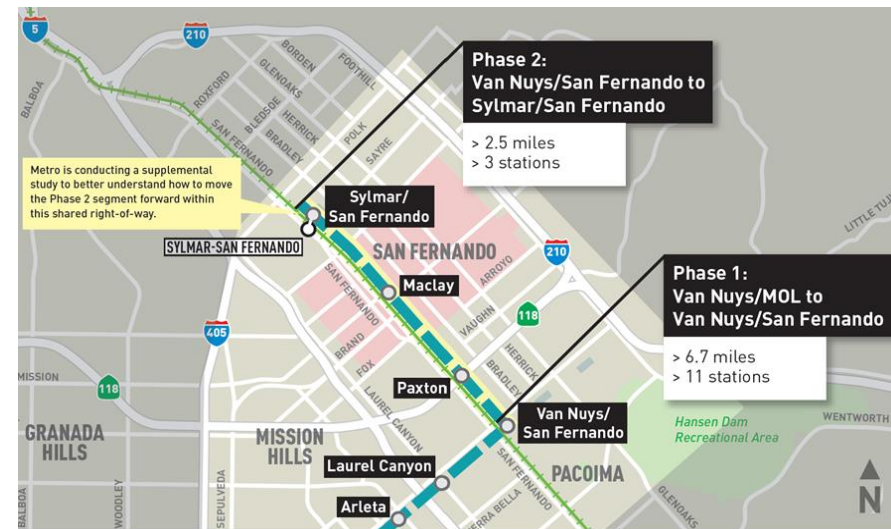 5
210
BORDEN
GLENOAKS
FOOTHILL
ROXFORD
BLEDSOE
HERRICK
BRADLEY
POLK
SAYRE
BALBOA
SAN FERNANDO
Phase 2:
Van Nuys/San Fernando to
Sylmar/San Fernando
> 2.5 miles
> 3 stations
Metro is conducting a supplemental
study to better understand how to move
the Phase 2 segment forward within
this shared right-of-way.
Sylmar/
San Fernando
SYLMAR-SAN FERNANDO
SAN FERNANDO
210
Maclay
ARROYO
SAN FERNANDO
Phase 1:
Van Nuys/MOL to
Van Nuys/San Fernando
> 6.7 miles
> 11 stations
VAUGHN
118
405
BRAND
FOX
HERRICK
BRADLEY
MISSION
118
Paxton
LAUREL CANYON
Van Nuys/
San Fernando
Hansen Dam
Recreational Area
WENTWORTH
GRANADA
HILLS
MISSION
HILLS
Laurel Canyon
SAN FERNANDO
PACOIMA
Arleta
BALBOA
WOODLEY
SEPULVEDA
GLENOAKS
N